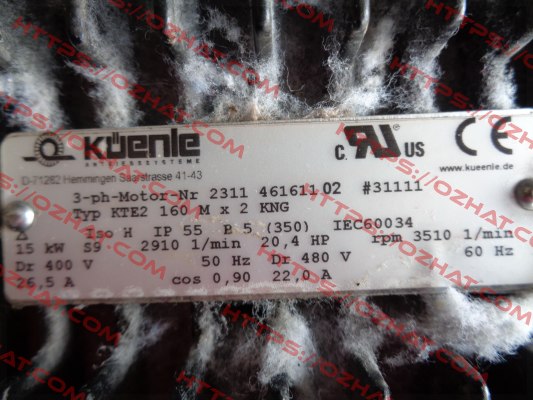 KÜENLE
ANTRIEBSSYSTEME
D-71282 Hemmingen Saarstrasse 41-43
C US
CE
www.kueenle.de
3-ph-Motor-Nr 2311 461611 02 #31111
Typ KTE2 160 M x 2 KNG
Iso H IP 55 B 5 (350) IEC60034
15 kW S9 2910 1/min 20,4 HP rpm 3510 1/min
Dr 400 V 50 Hz Dr 480 V 60 Hz
26,5 A cos 0,90 22,0 A
HTTPS://OZHAT.COM